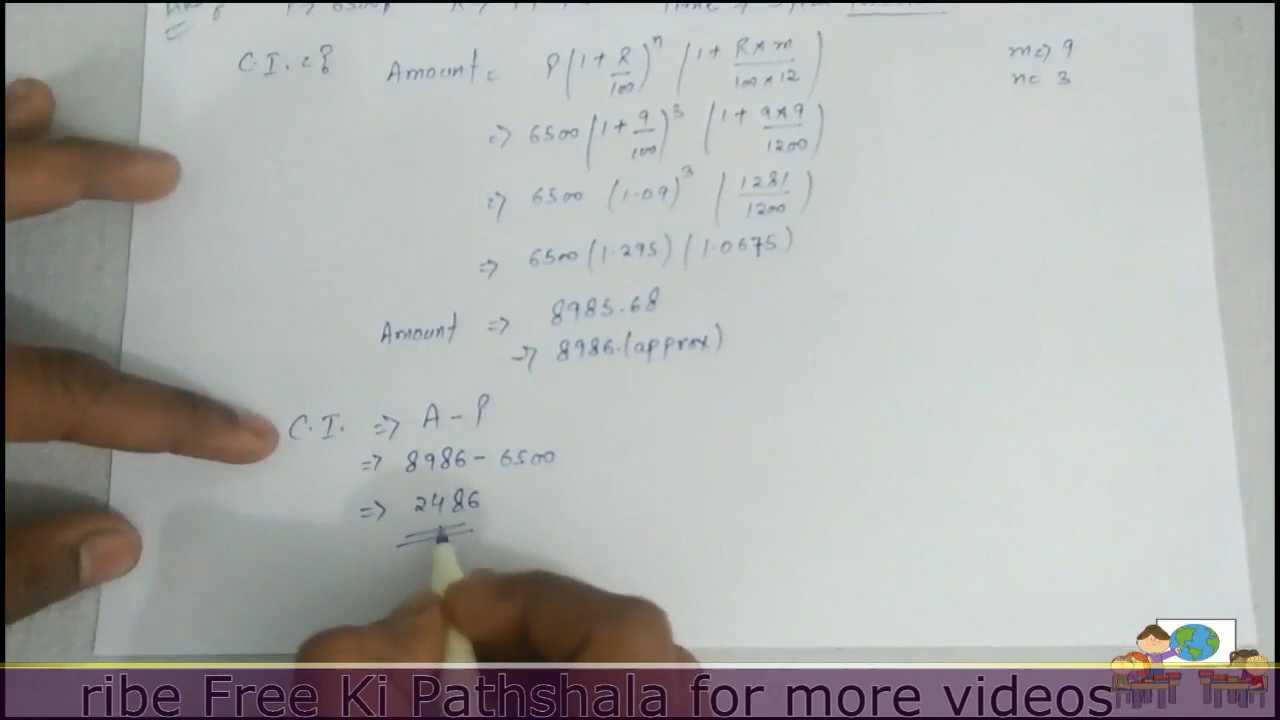 C.I. = ? Amount = P(1 + R/100)^n (1 + R×m/100×12) m=> 9
n= 3
=> 6500(1 + 9/100)^3 (1 + 9×9/1200)
=> 6500 (1.09)^3 (1281/1200)
=> 6500(1.295)(1.0675)
Amount => 8985.68
=> 8986.(approx)
C.I. => A - P
=> 8986 - 6500
=> 2486
ribe Free Ki Pathshala for more videos